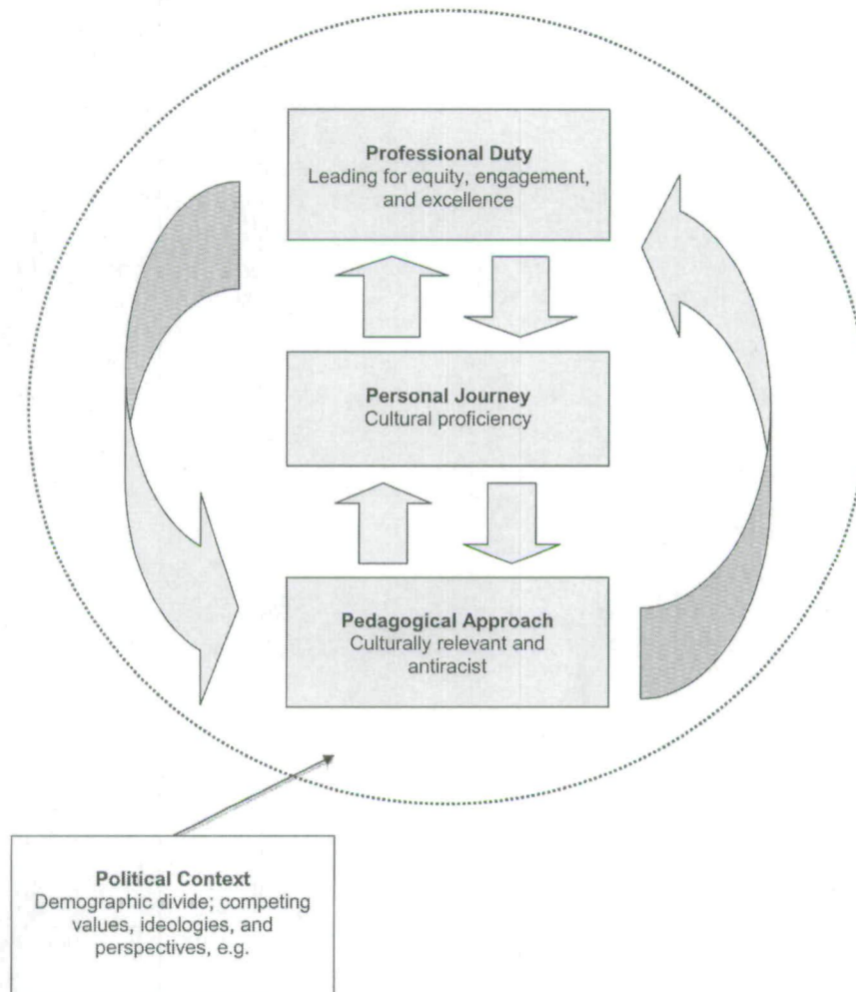 Professional Duty
Leading for equity, engagement,
and excellence
Personal Journey
Cultural proficiency
Pedagogical Approach
Culturally relevant and
antiracist
Political Context
Demographic divide; competing
values, ideologies, and
perspectives, e.g.